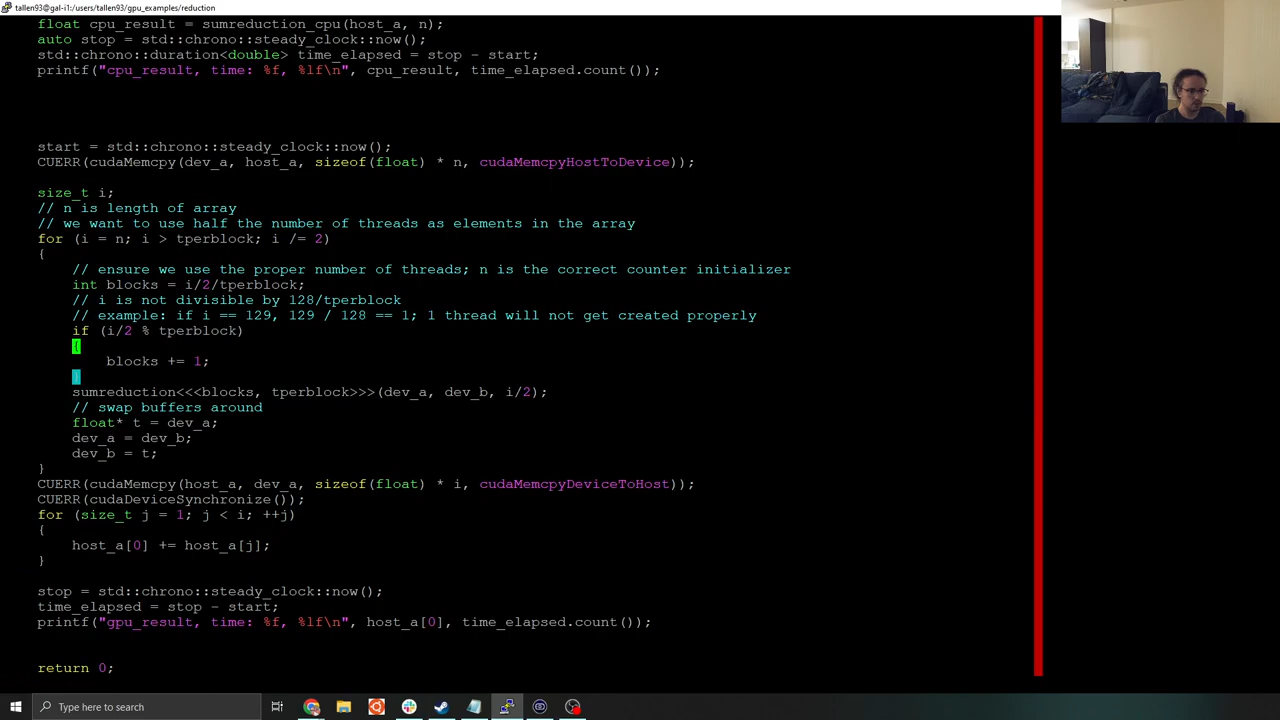 tallen93@gal-i1:/users/tallen93/gpu_examples/reduction
float cpu_result = sumreduction_cpu(host_a, n);
auto stop = std::chrono::steady_clock::now();
std::chrono::duration<double> time_elapsed = stop - start;
printf("cpu_result, time: %f, %lf\n", cpu_result, time_elapsed.count());
start = std::chrono::steady_clock::now();
CUERR(cudaMemcpy(dev_a, host_a, sizeof(float) * n, cudaMemcpyHostToDevice));
size_t i;
// n is length of array
// we want to use half the number of threads as elements in the array
for (i = n; i > tperblock; i /= 2)
{
// ensure we use the proper number of threads; n is the correct counter initializer
int blocks = i/2/tperblock;
// i is not divisible by 128/tperblock
// example: if i == 129, 129 / 128 == 1; 1 thread will not get created properly
if (i/2 % tperblock)
{
blocks += 1;
}
sumreduction<<<blocks, tperblock>>>(dev_a, dev_b, i/2);
// swap buffers around
float* t = dev_a;
dev_a = dev_b;
dev_b = t;
}
CUERR(cudaMemcpy(host_a, dev_a, sizeof(float) * i, cudaMemcpyDeviceToHost));
CUERR(cudaDeviceSynchronize());
for (size_t j = 1; j < i; ++j)
{
host_a[0] += host_a[j];
}
stop = std::chrono::steady_clock::now();
time_elapsed = stop - start;
printf("gpu_result, time: %f, %lf\n", host_a[0], time_elapsed.count());
return 0;
Type here to search